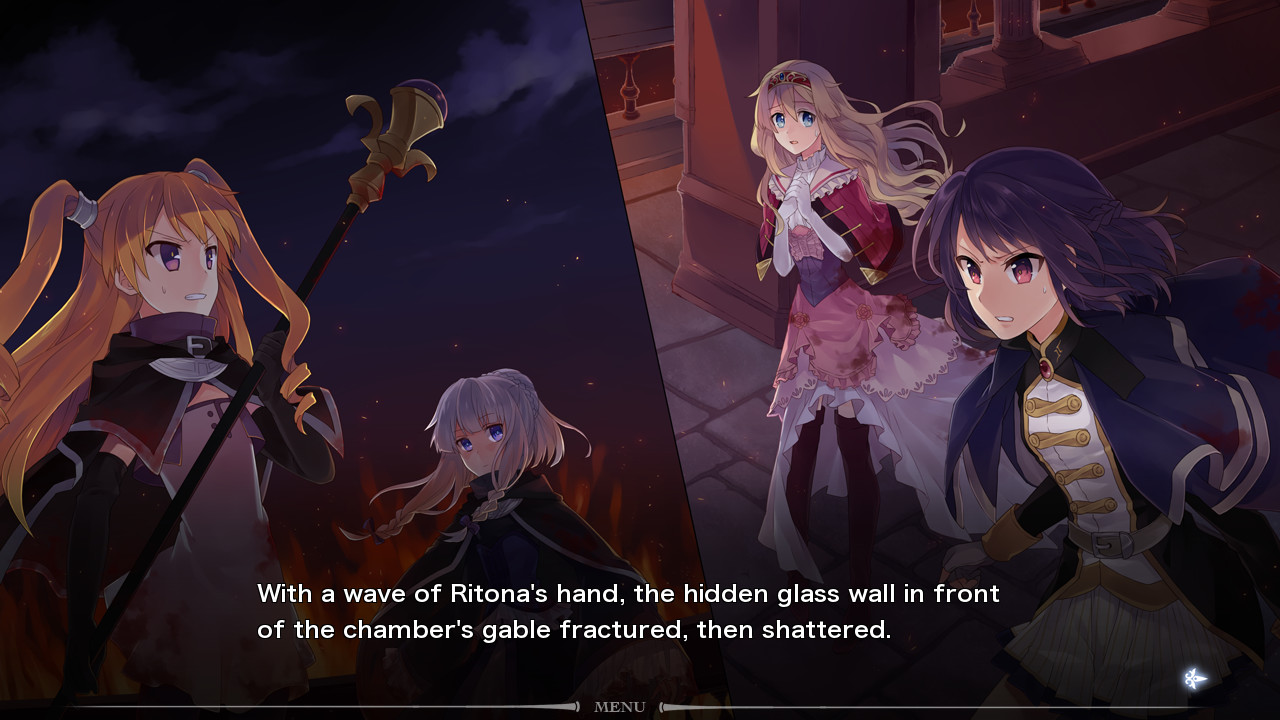 With a wave of Ritona's hand, the hidden glass wall in front
of the chamber's gable fractured, then shattered.
MENU